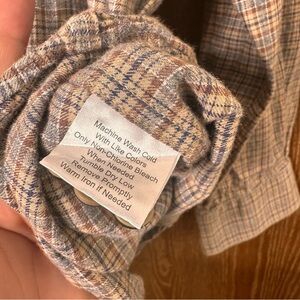 Machine Wash Cold
With Like Colors
Only Non-Chlorine Bleach
When Needed
Tumble Dry Low
Remove Promptly
Warm Iron if Needed